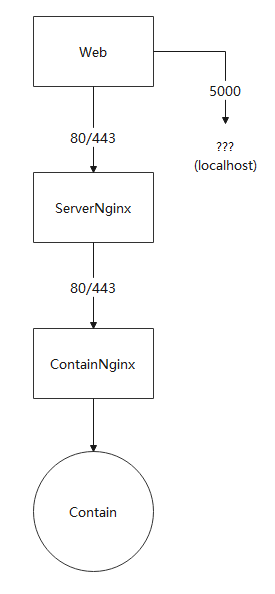 Web
5000
80/443
???
(localhost)
ServerNginx
80/443
ContainNginx
Contain